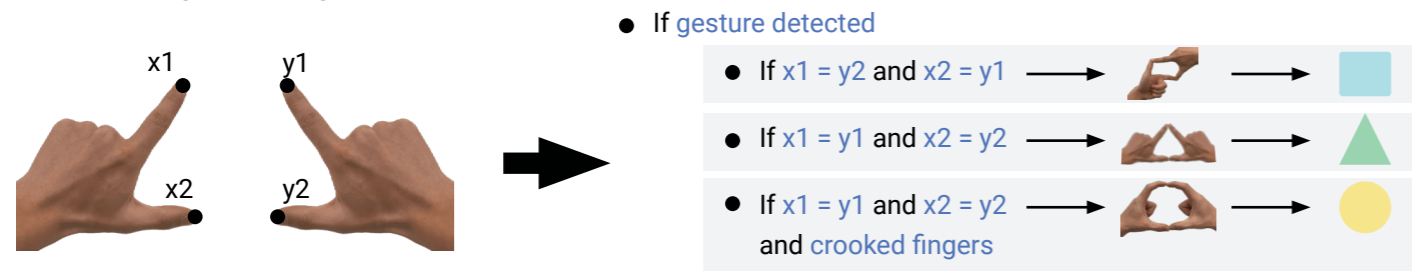 x1
y1
x2
y2
● If gesture detected
● If x1 = y2 and x2 = y1
● If x1 = y1 and x2 = y2
● If x1 = y1 and x2 = y2
and crooked fingers